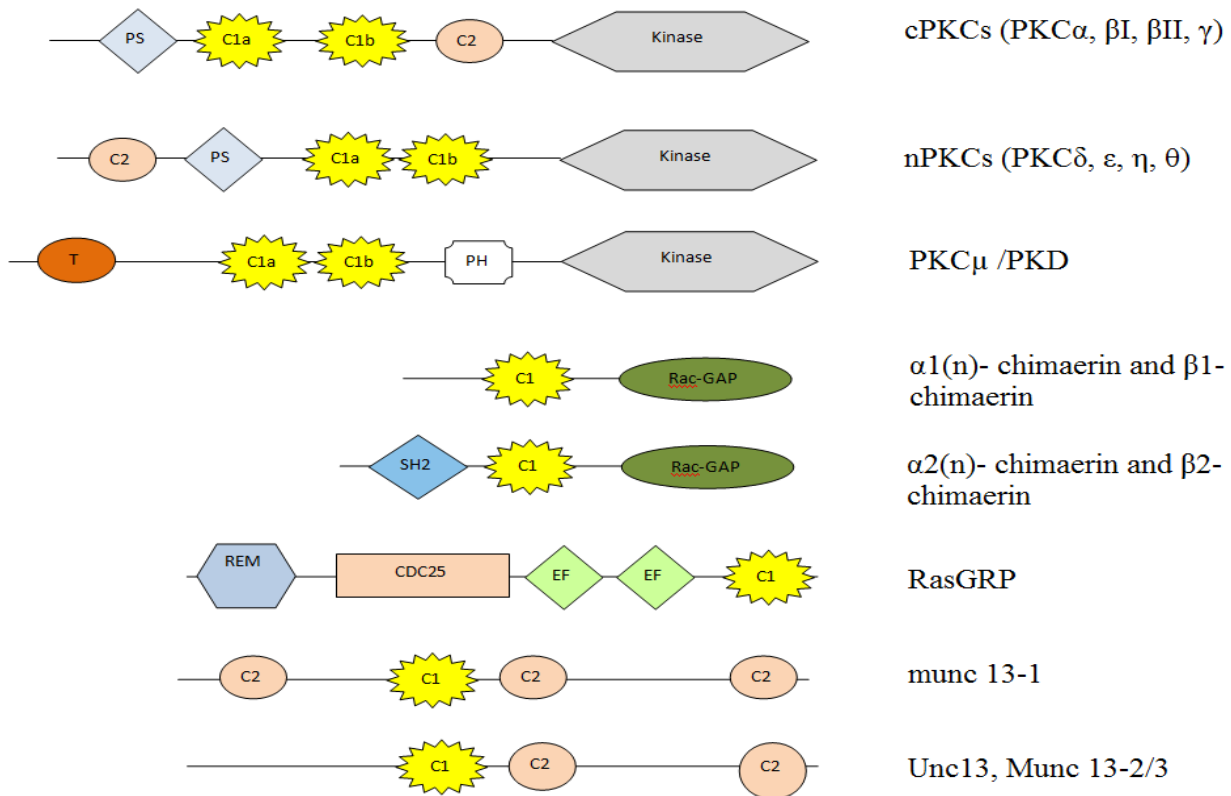 PS C1a C1b C2 Kinase cPKCs (PKCα, βI, βII, γ)
C2 PS C1a C1b Kinase nPKCs (PKCδ, ε, η, θ)
T C1a C1b PH Kinase PKCμ /PKD
C1 Rac-GAP α1(n)- chimaerin and β1-
chimaerin
SH2 C1 Rac-GAP α2(n)- chimaerin and β2-
chimaerin
REM CDC25 EF EF C1 RasGRP
C2 C1 C2 C2 munc 13-1
C1 C2 C2 Unc13, Munc 13-2/3